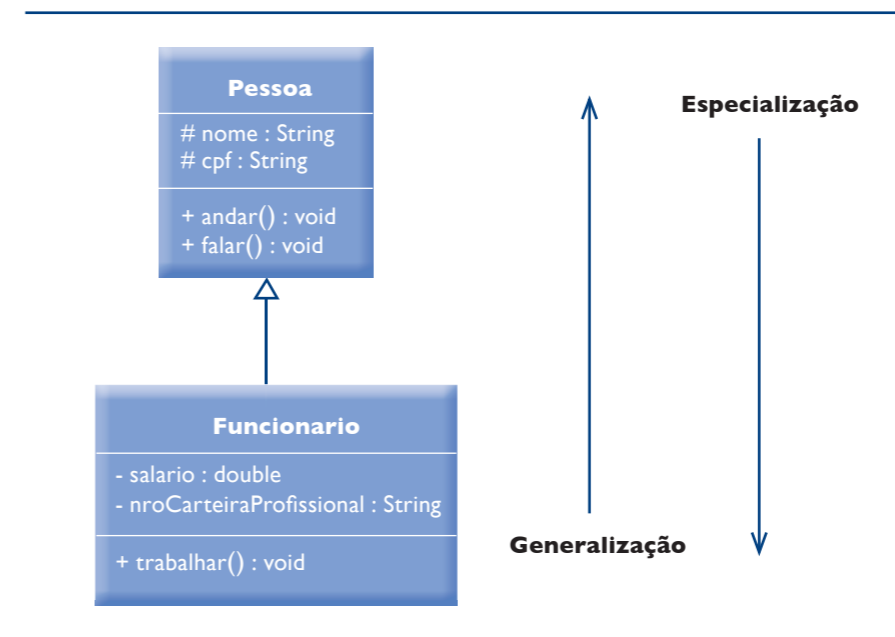 Pessoa
# nome : String
# cpf : String
+ andar() : void
+ falar() : void
Funcionario
- salario : double
- nroCarteiraProfissional : String
+ trabalhar() : void
Especialização
Generalização